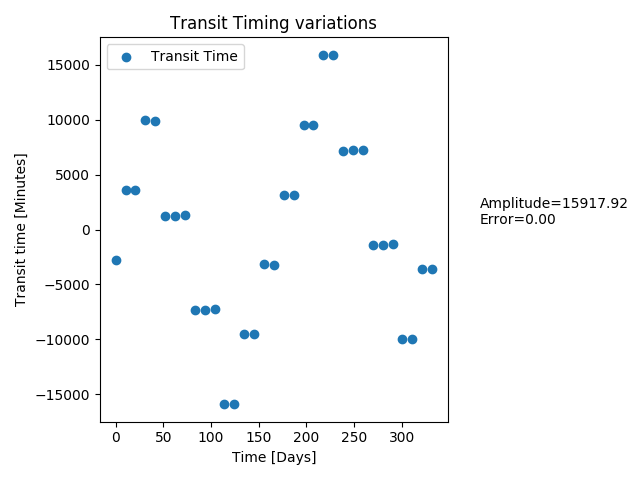 Transit Timing variations
Transit Time
Transit time [Minutes]
15000
10000
5000
0
−5000
−10000
−15000
0 50 100 150 200 250 300
Time [Days]
Amplitude=15917.92
Error=0.00